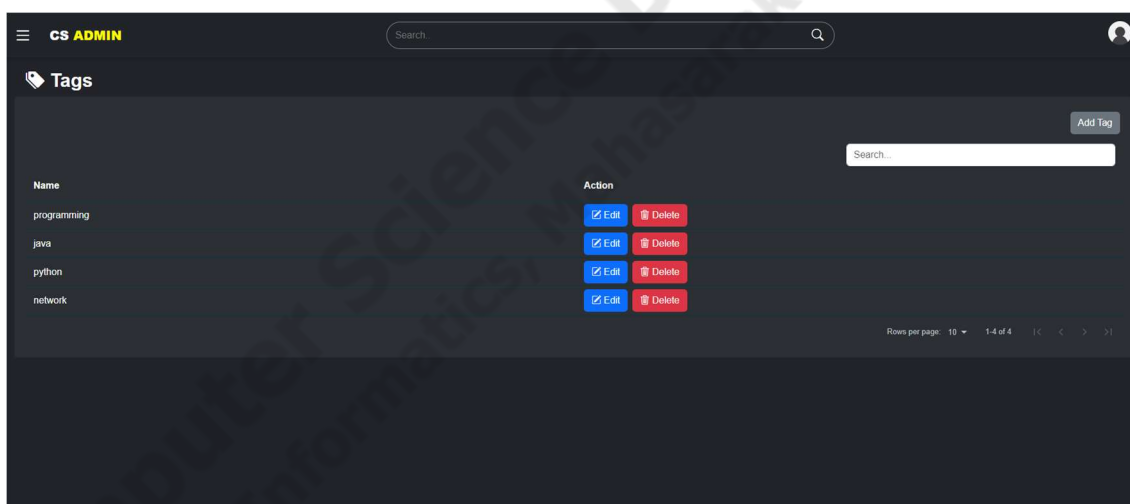 CS ADMIN
Search...
Tags
Add Tag
Search...
Name Action
programming Edit Delete
java Edit Delete
python Edit Delete
network Edit Delete
Rows per page: 10 1-4 of 4